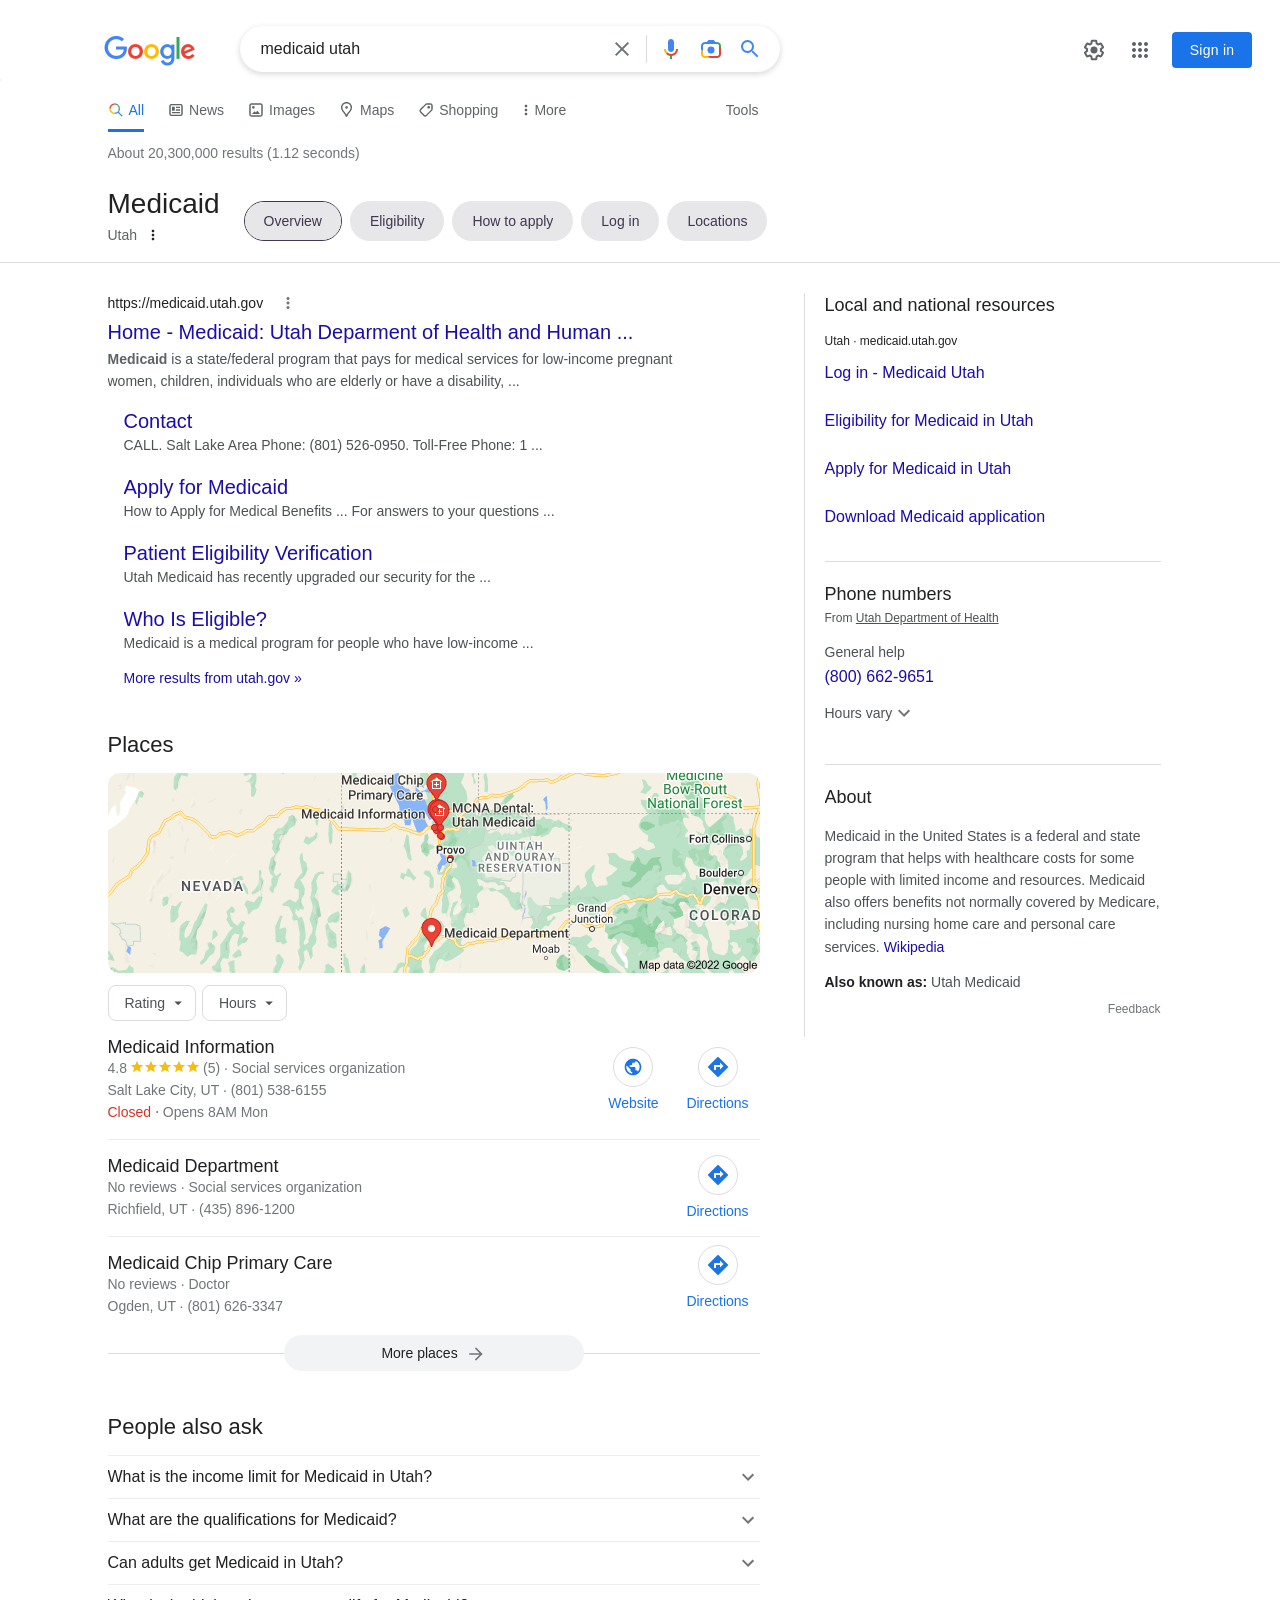 Google
medicaid utah
Sign in
All
News
Images
Maps
Shopping
More
Tools
About 20,300,000 results (1.12 seconds)
Medicaid
Utah
Overview
Eligibility
How to apply
Log in
Locations
https://medicaid.utah.gov
Home - Medicaid: Utah Deparment of Health and Human ...
Medicaid is a state/federal program that pays for medical services for low-income pregnant
women, children, individuals who are elderly or have a disability, ...
Contact
CALL. Salt Lake Area Phone: (801) 526-0950. Toll-Free Phone: 1 ...
Apply for Medicaid
How to Apply for Medical Benefits ... For answers to your questions ...
Patient Eligibility Verification
Utah Medicaid has recently upgraded our security for the ...
Who Is Eligible?
Medicaid is a medical program for people who have low-income ...
More results from utah.gov »
Places
Medicaid Chip
Primary Care
Medicaid Information
MCNA Dental:
Utah Medicaid
Medicine
Bow-Routt
National Forest
Fort Collins
Provo
UINTAH
AND OURAY
RESERVATION
Boulder
Denver
NEVADA
Grand
Junction
COLORAD
Medicaid Department
Moab
Map data ©2022 Google
Rating
Hours
Medicaid Information
4.8 (5) · Social services organization
Salt Lake City, UT · (801) 538-6155
Closed · Opens 8AM Mon
Website
Directions
Medicaid Department
No reviews · Social services organization
Richfield, UT · (435) 896-1200
Directions
Medicaid Chip Primary Care
No reviews · Doctor
Ogden, UT · (801) 626-3347
Directions
More places
People also ask
What is the income limit for Medicaid in Utah?
What are the qualifications for Medicaid?
Can adults get Medicaid in Utah?
Local and national resources
Utah · medicaid.utah.gov
Log in - Medicaid Utah
Eligibility for Medicaid in Utah
Apply for Medicaid in Utah
Download Medicaid application
Phone numbers
From Utah Department of Health
General help
(800) 662-9651
Hours vary
About
Medicaid in the United States is a federal and state
program that helps with healthcare costs for some
people with limited income and resources. Medicaid
also offers benefits not normally covered by Medicare,
including nursing home care and personal care
services. Wikipedia
Also known as: Utah Medicaid
Feedback